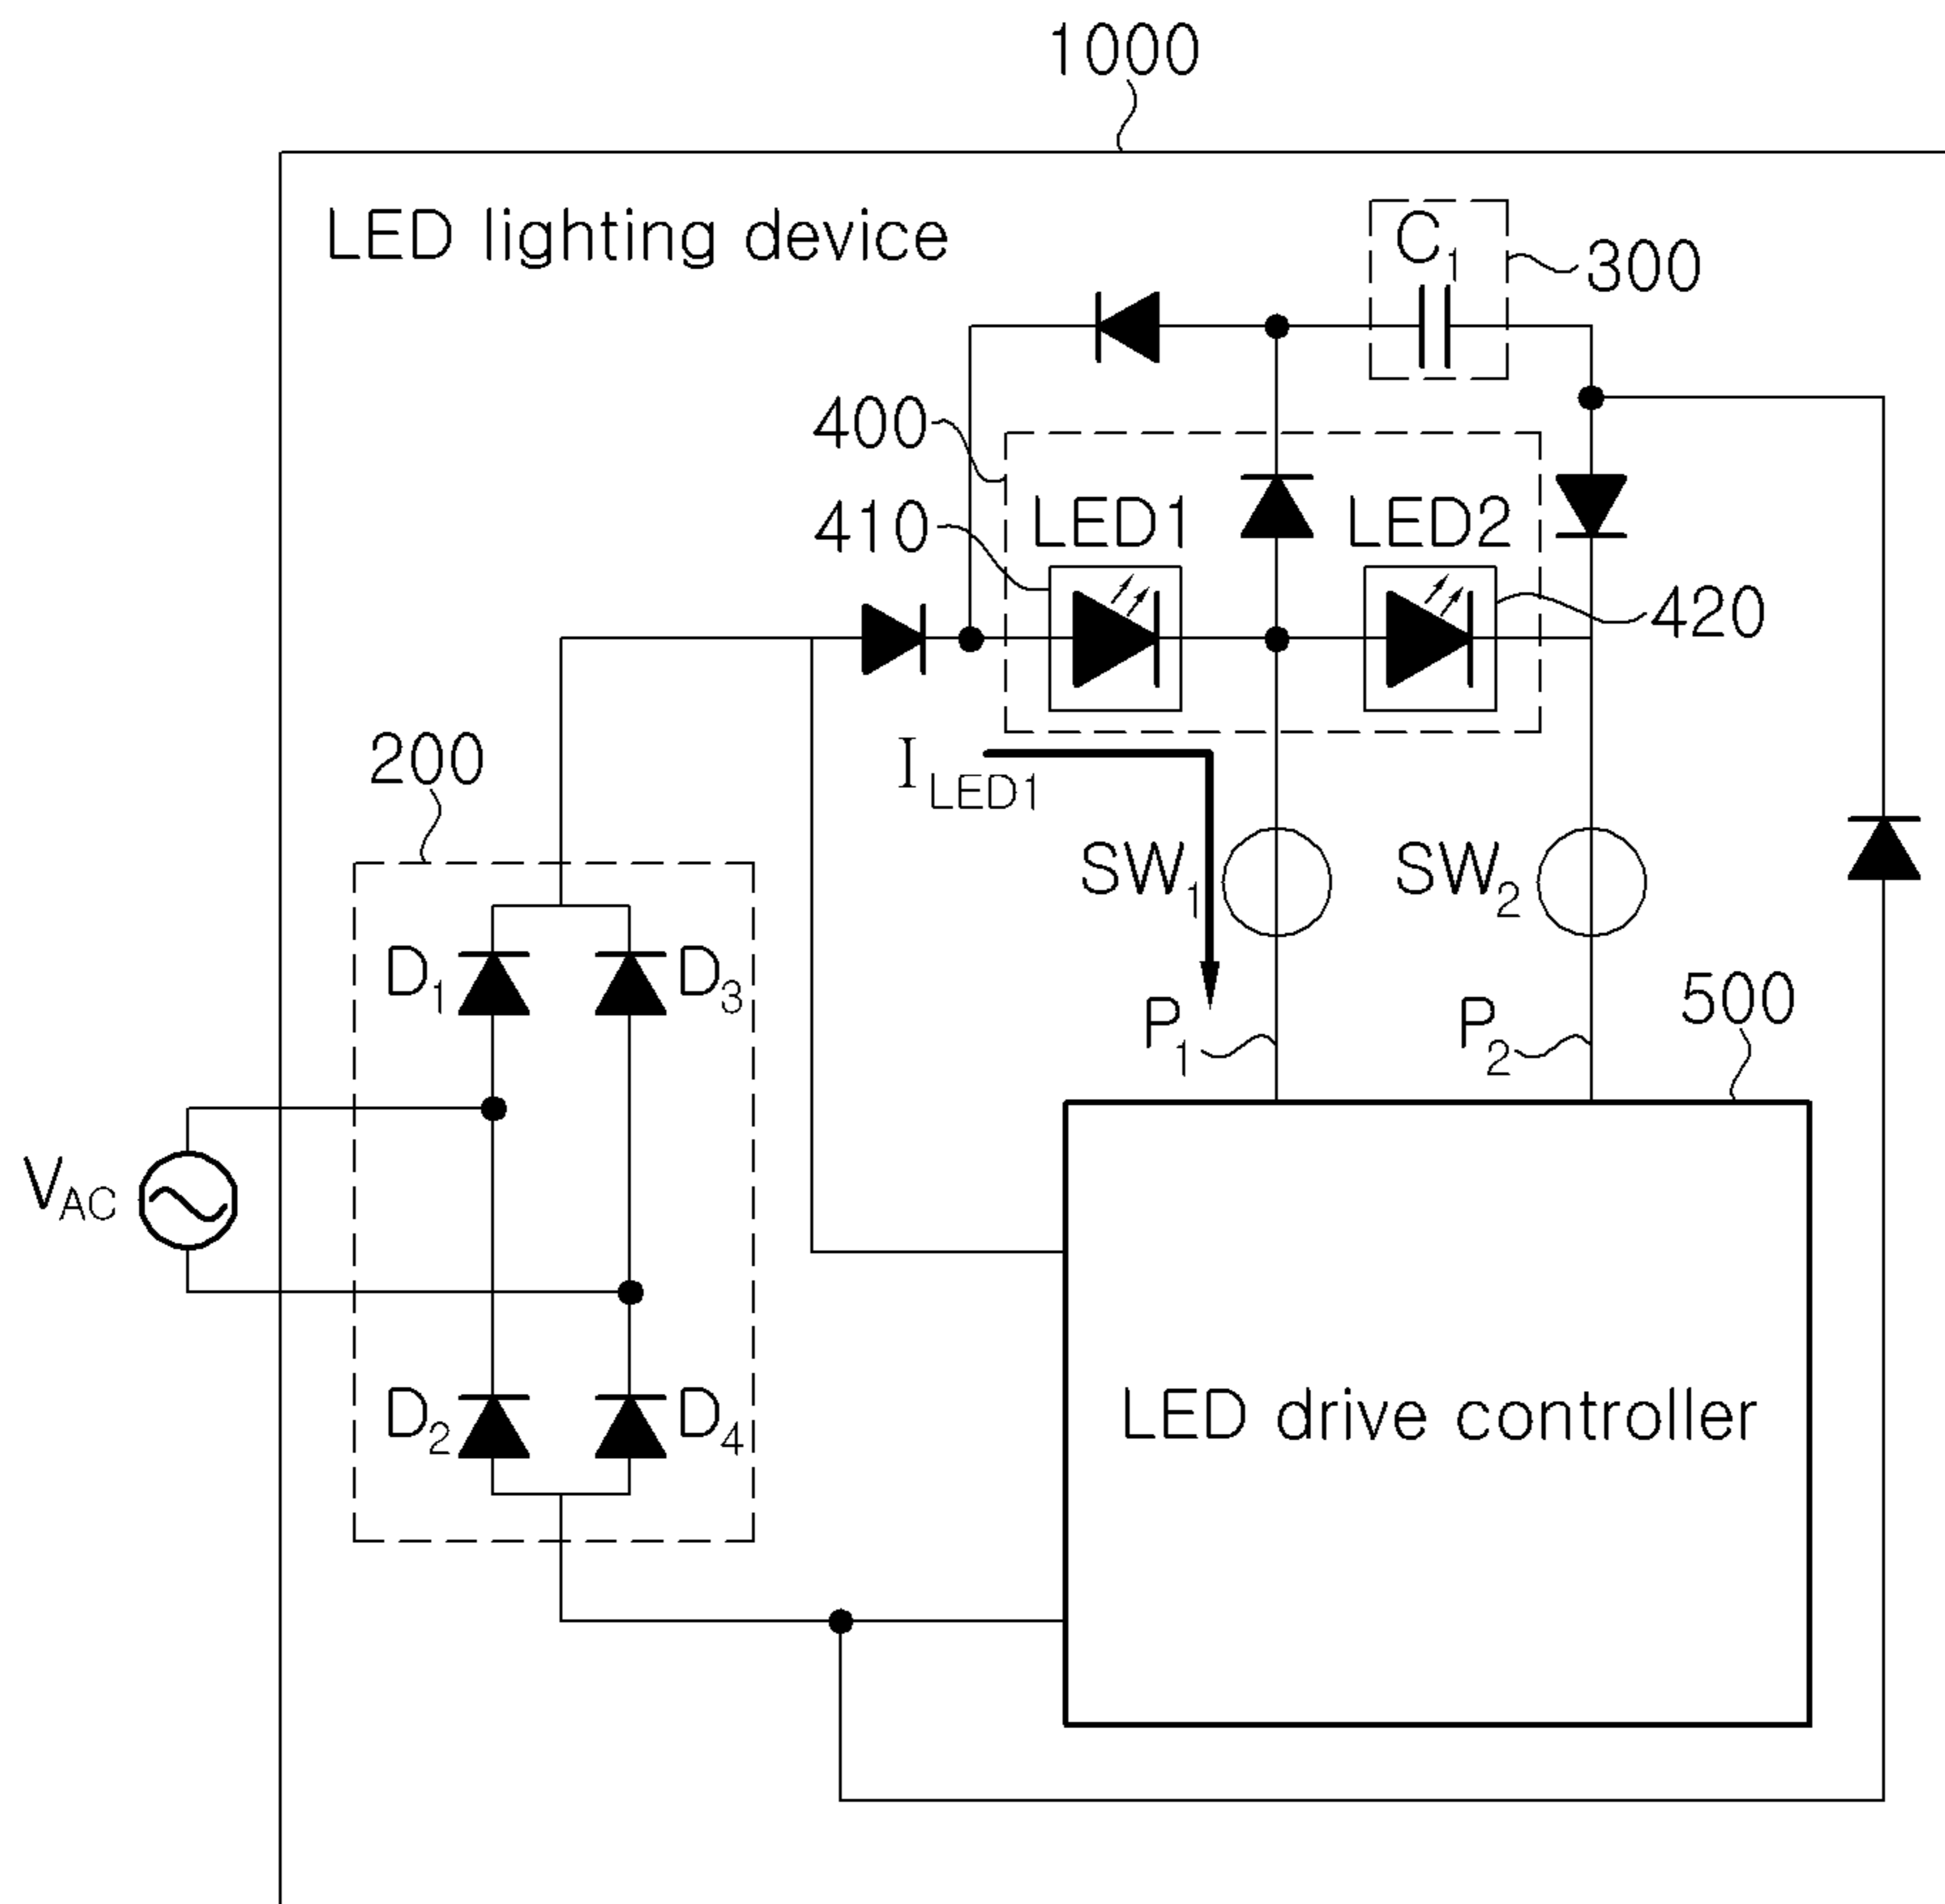 1000
LED lighting device
C1
300
400
410
LED1
LED2
420
200
ILED1
SW1
SW2
D1
D3
P1
P2
500
VAC
D2
D4
LED drive controller